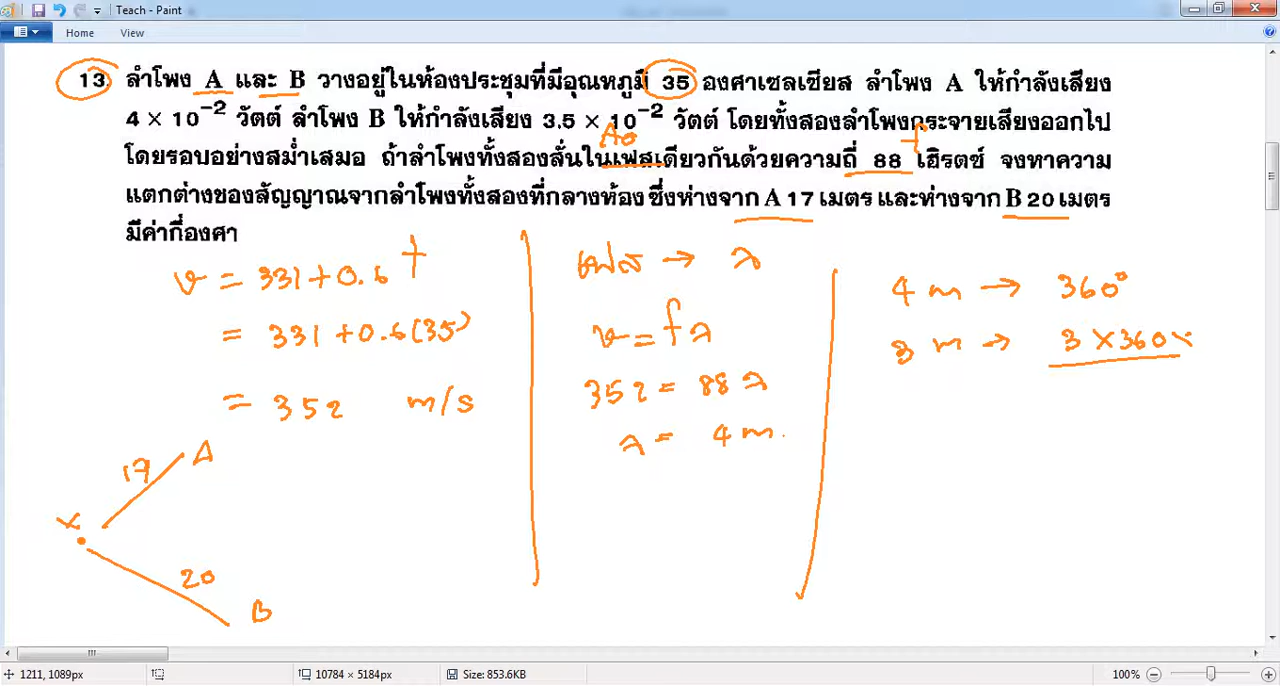 Teach - Paint
Home View
13. ลำโพง A และ B วางอยู่ในห้องประชุมที่มีอุณหภูมิ 35 องศาเซลเซียส ลำโพง A ให้กำลังเสียง
4 × 10⁻² วัตต์ ลำโพง B ให้กำลังเสียง 3.5 × 10⁻² วัตต์ โดยทั้งสองลำโพงกระจายเสียงออกไป
โดยรอบอย่างสม่ำเสมอ ถ้าลำโพงทั้งสองสั่นในเฟสเดียวกันด้วยความถี่ 88 เฮิรตซ์ จงหาความ
แตกต่างของสัญญาณจากลำโพงทั้งสองที่กลางห้อง ซึ่งห่างจาก A 17 เมตร และห่างจาก B 20 เมตร
มีค่ากี่องศา
f
v = 331 + 0.6 t
= 331 + 0.6(35)
= 352 m/s
17 A
x
20
B
เฟส → λ
v = fλ
352 = 88 λ
λ = 4 m.
4 m → 360°
3 m → 3 × 360
1211, 1089px
10784 × 5184px
Size: 853.6KB
100%